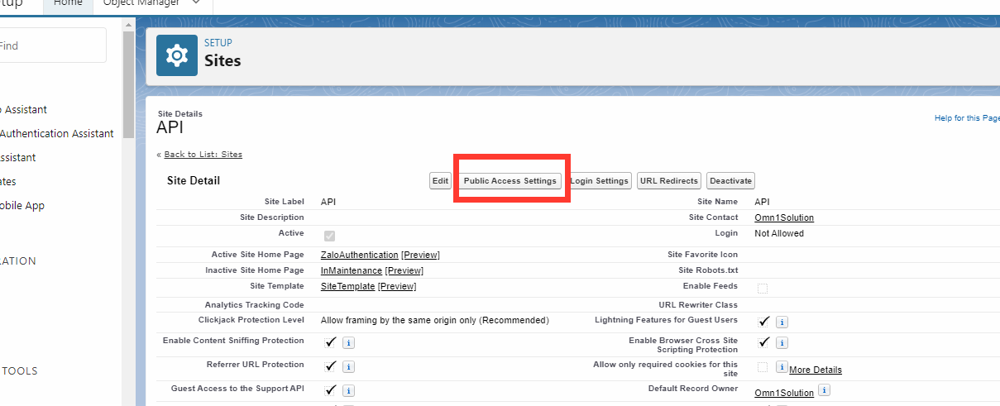 Home
Object Manager
Find
Assistant
Authentication Assistant
SETUP
Sites
Site Details
API
Help for this Page
« Back to List: Sites
Mobile App
Site Detail
Edit
Public Access Settings
Login Settings
URL Redirects
Deactivate
Site Label API
Site Name API
Site Description
Site Contact Omn1Solution
Active
Login Not Allowed
Active Site Home Page ZaloAuthentication [Preview]
Site Favorite Icon
Inactive Site Home Page InMaintenance [Preview]
Site Robots.txt
Site Template SiteTemplate [Preview]
Enable Feeds
Analytics Tracking Code
URL Rewriter Class
Clickjack Protection Level Allow framing by the same origin only (Recommended)
Lightning Features for Guest Users
Enable Content Sniffing Protection
Enable Browser Cross Site
Scripting Protection
Referrer URL Protection
Allow only required cookies for this
site
More Details
Guest Access to the Support API
Default Record Owner
Omn1Solution
TOOLS